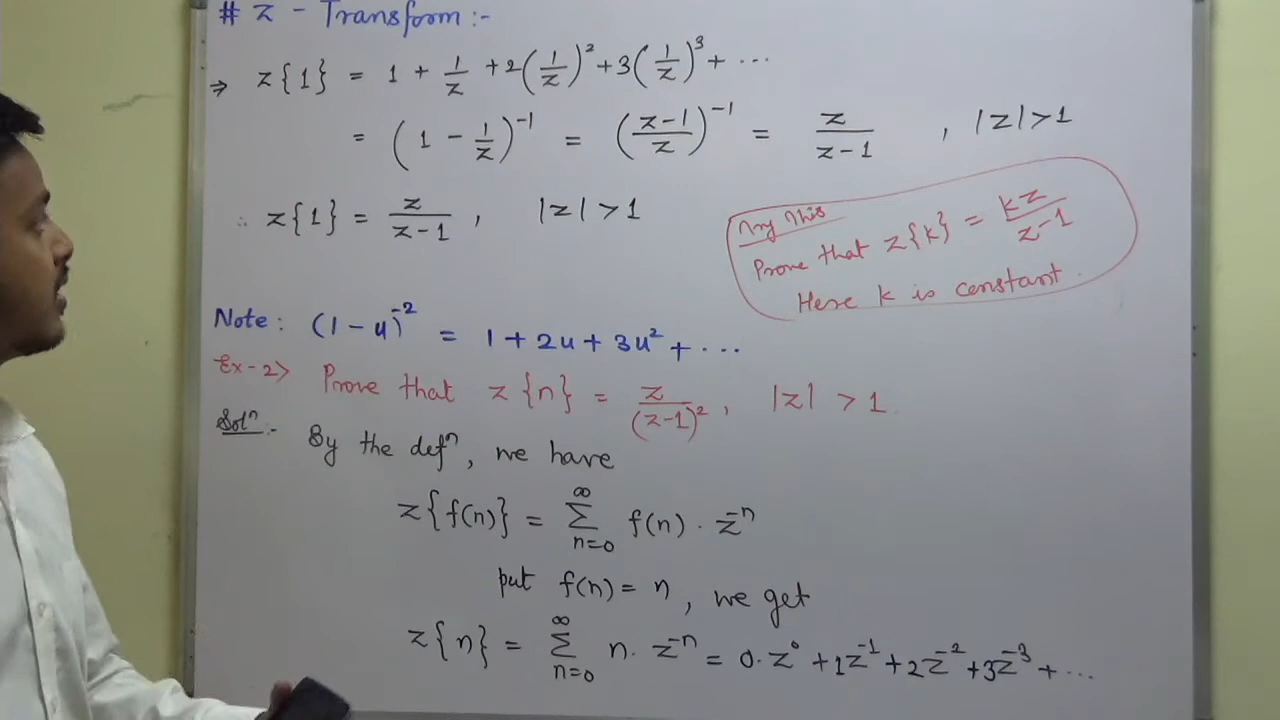 # Z - Transform :-
⇒ z{1} = 1 + 1/z + 2(1/z)² + 3(1/z)³ + ...
= (1 - 1/z)⁻¹ = ((z-1)/z)⁻¹ = z/(z-1) , |z| > 1
∴ z{1} = z/(z-1) , |z| > 1
Try this
Prove that z{k} = kz/(z-1)
Here k is constant.
Note: (1 - u)⁻² = 1 + 2u + 3u² + ...
Ex-2> Prove that z{n} = z/(z-1)² , |z| > 1
Solⁿ:-
By the defⁿ, we have
z{f(n)} = ∞Σn=0 f(n) . z⁻ⁿ
put f(n) = n , we get
z{n} = ∞Σn=0 n. z⁻ⁿ = 0.z⁰ + 1z⁻¹ + 2z⁻² + 3z⁻³ + ...